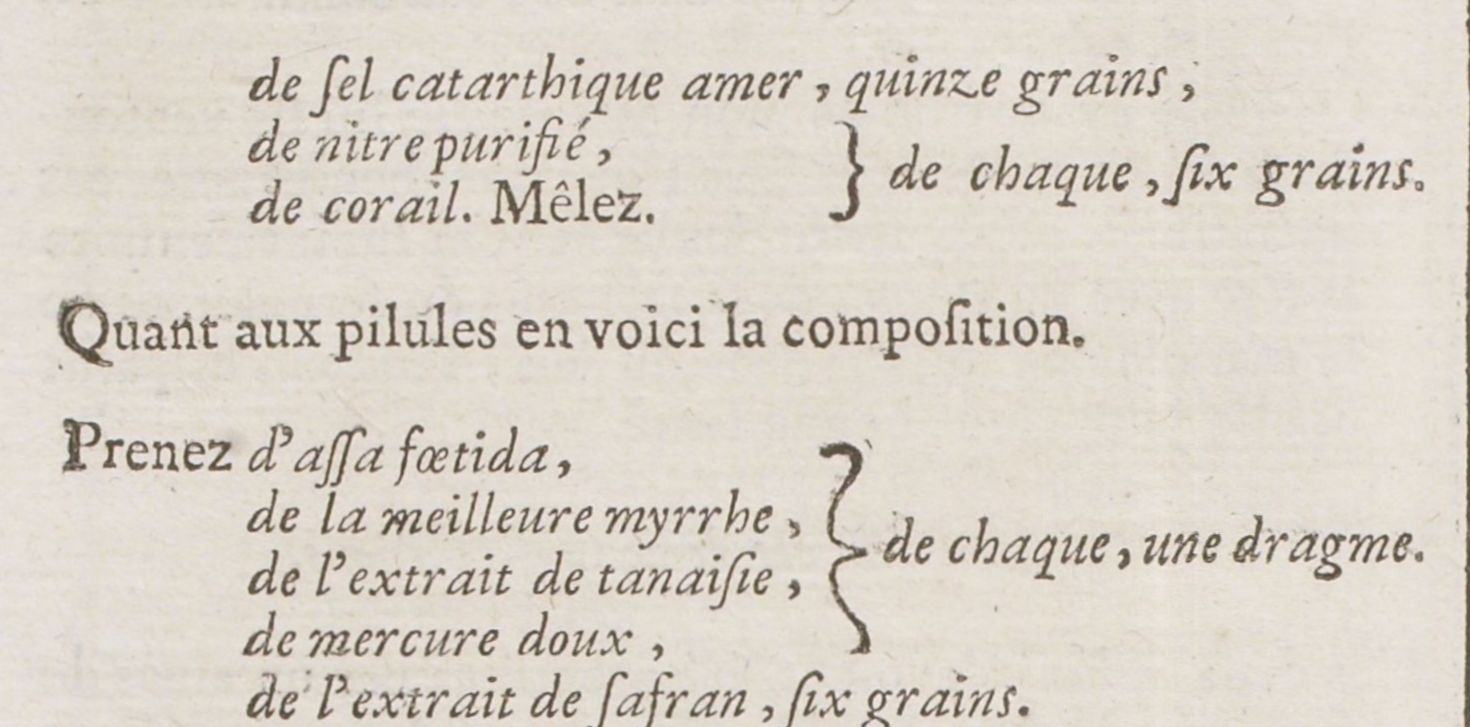 de ſel catarthique amer, quinze grains,
de nitre purifié,
de corail. Mêlez.
} de chaque, ſix grains.
Quant aux pilules en voici la compoſition.
Prenez d'aſſa fœtida,
de la meilleure myrrhe,
de l'extrait de tanaiſie,
de mercure doux,
} de chaque, une dragme.
de l'extrait de ſafran, ſix grains.